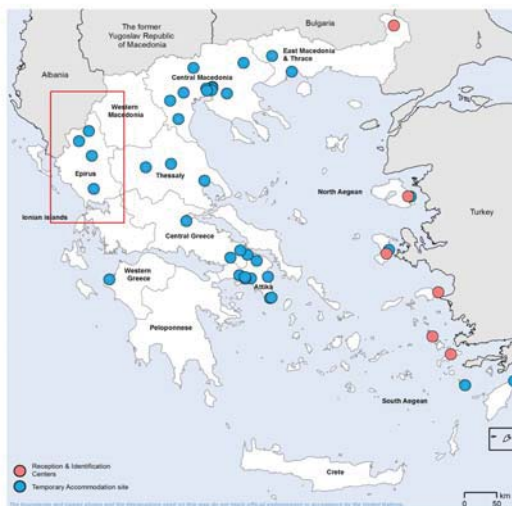 The former
Yugoslav Republic
of Macedonia
Bulgaria
Albania
East Macedonia
& Thrace
Central Macedonia
Western
Macedonia
Epirus
Thessaly
North Aegean
Turkey
Ionian Islands
Central Greece
Western
Greece
Attika
Peloponnese
South Aegean
Crete
Reception & Identification
Centers
Temporary Accommodation site
km
0 50